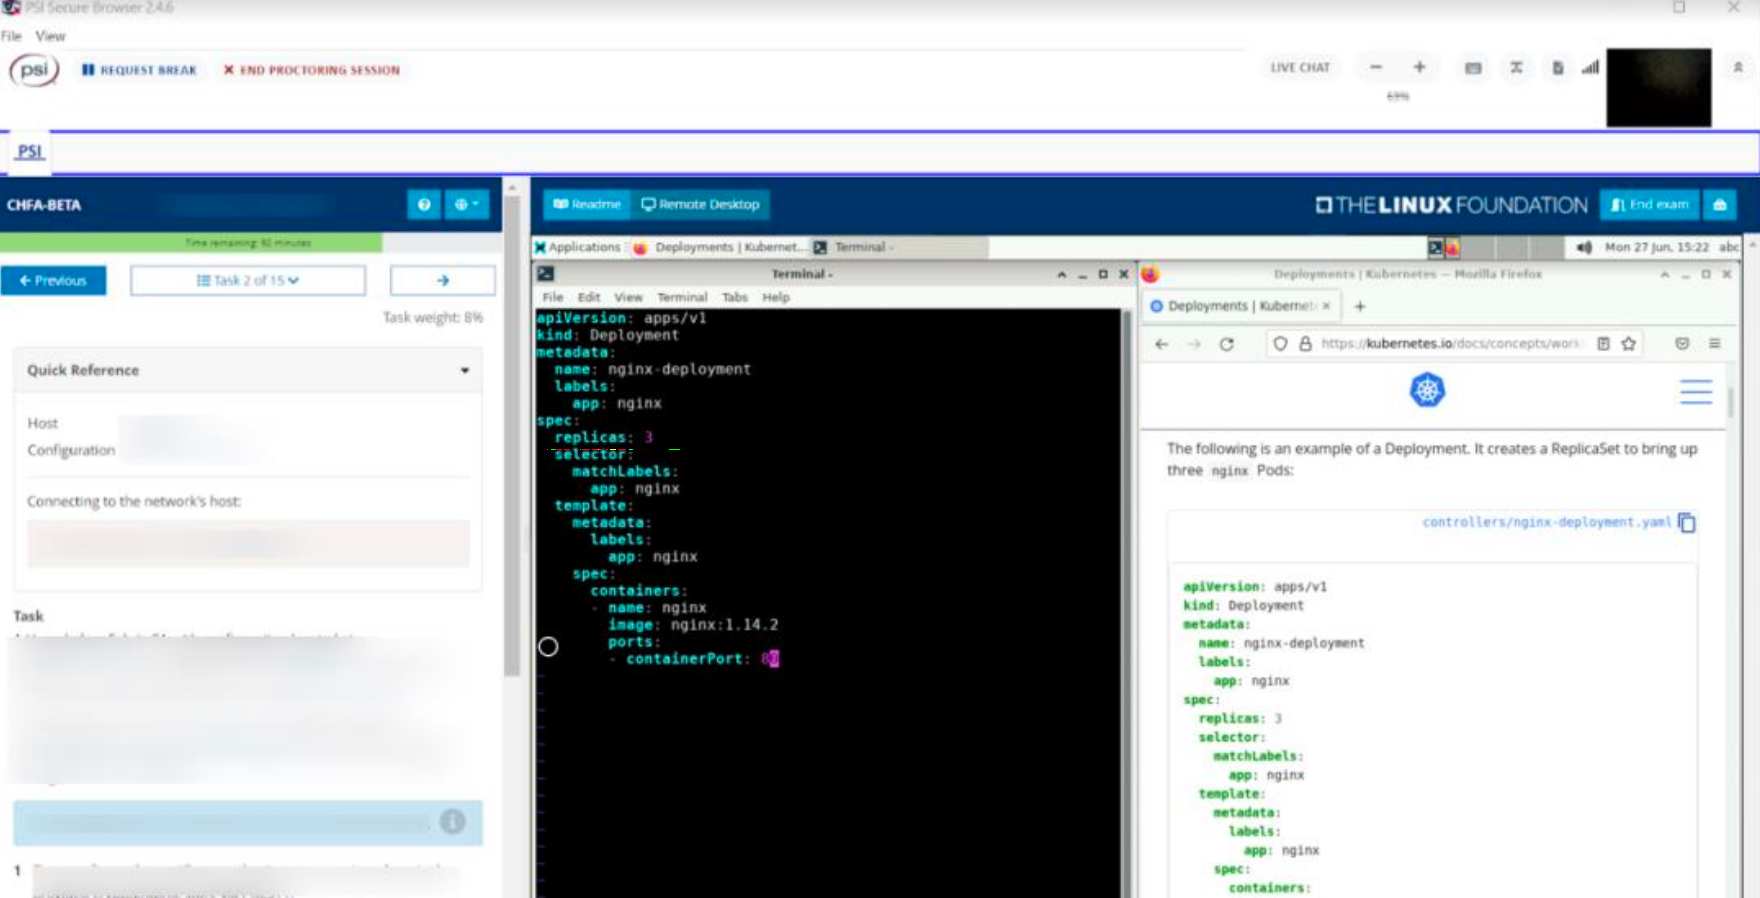 PSI Secure Browser 2.4.6
File View
psi
REQUEST BREAK
END PROCTORING SESSION
LIVE CHAT
69%
PSI
CHFA-BETA
Time remaining: 92 minutes
Previous
Task 2 of 15
Task weight: 8%
Quick Reference
Host
Configuration
Connecting to the network's host:
Task
1
Readme
Remote Desktop
THE LINUX FOUNDATION
End exam
Applications
Deployments | Kubernet...
Terminal -
Mon 27 Jun, 15:22 abc
Terminal -
File Edit View Terminal Tabs Help
apiVersion: apps/v1
kind: Deployment
metadata:
name: nginx-deployment
labels:
app: nginx
spec:
replicas: 3
selector:
matchLabels:
app: nginx
template:
metadata:
labels:
app: nginx
spec:
containers:
- name: nginx
image: nginx:1.14.2
ports:
- containerPort: 80
Deployments | Kubernetes — Mozilla Firefox
Deployments | Kubernet
https://kubernetes.io/docs/concepts/work
The following is an example of a Deployment. It creates a ReplicaSet to bring up
three nginx Pods:
controllers/nginx-deployment.yaml
apiVersion: apps/v1
kind: Deployment
metadata:
name: nginx-deployment
labels:
app: nginx
spec:
replicas: 3
selector:
matchLabels:
app: nginx
template:
metadata:
labels:
app: nginx
spec:
containers: